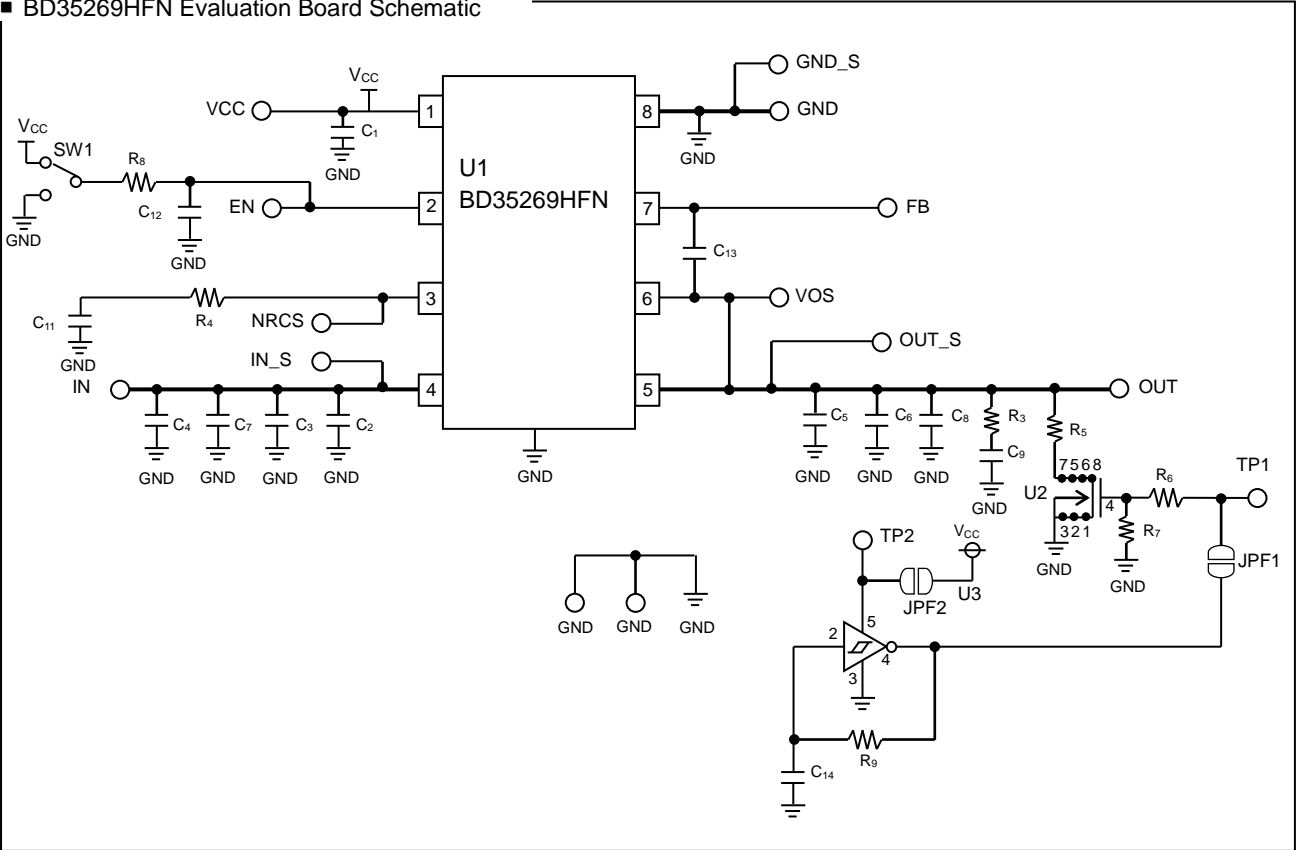 ■ BD35269HFN Evaluation Board Schematic
GND_S
VCC
VCC
GND
1
8
C1
VCC
SW1
GND
GND
R8
U1
BD35269HFN
C12
EN
2
7
FB
GND
GND
C13
3
6
VOS
C11
R4
NRCS
GND
IN_S
OUT_S
IN
4
5
OUT
C4
C7
C3
C2
C5
C6
C8
R3
R5
C9
GND
GND
GND
GND
GND
GND
GND
GND
7568
U2
4
R6
TP1
GND
321
R7
GND
GND
TP2
VCC
JPF1
JPF2
U3
GND
GND
GND
5
2
4
3
R9
C14